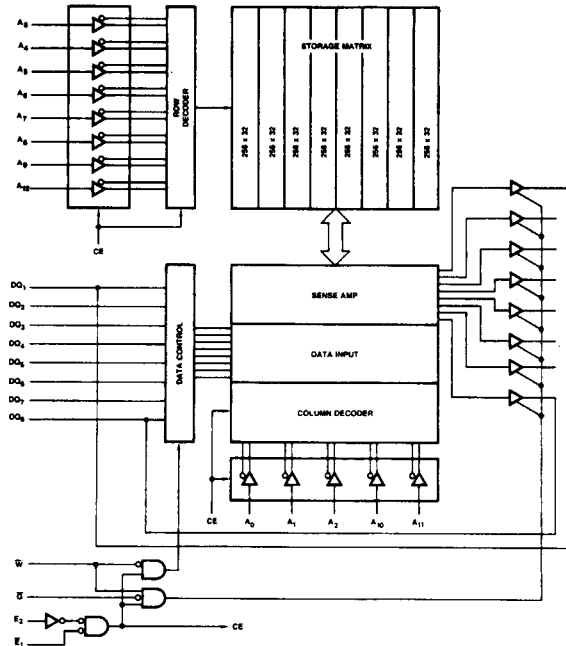 A₃
A₄
A₅
A₆
A₇
A₈
A₉
A₁₂
ROW DECODER
STORAGE MATRIX
256 x 32
256 x 32
256 x 32
256 x 32
256 x 32
256 x 32
256 x 32
256 x 32
CE
DQ₁
DQ₂
DQ₃
DQ₄
DQ₅
DQ₆
DQ₇
DQ₈
DATA CONTROL
SENSE AMP
DATA INPUT
COLUMN DECODER
CE
A₀
A₁
A₂
A₁₀
A₁₁
W̅
G̅
E₂
E̅₁
CE